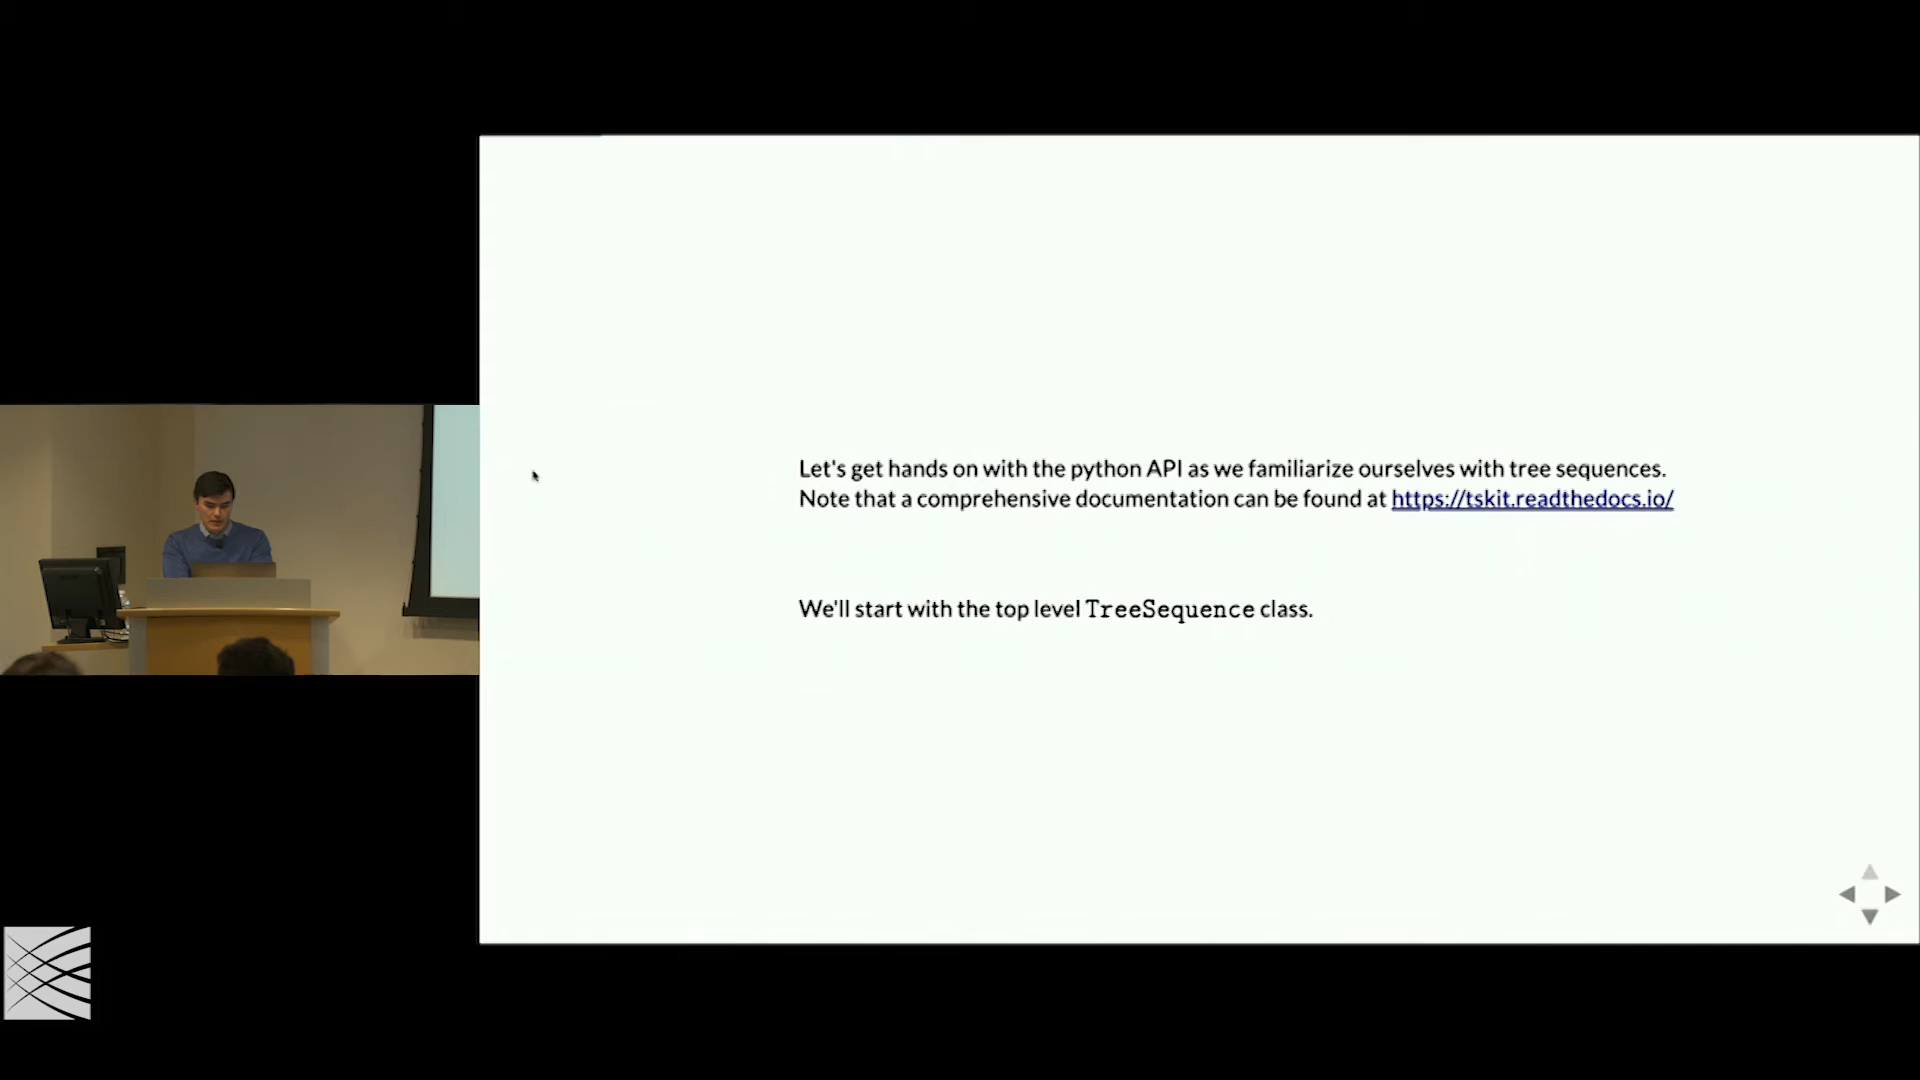 Let's get hands on with the python API as we familiarize ourselves with tree sequences.
Note that a comprehensive documentation can be found at https://tskit.readthedocs.io/
We'll start with the top level TreeSequence class.